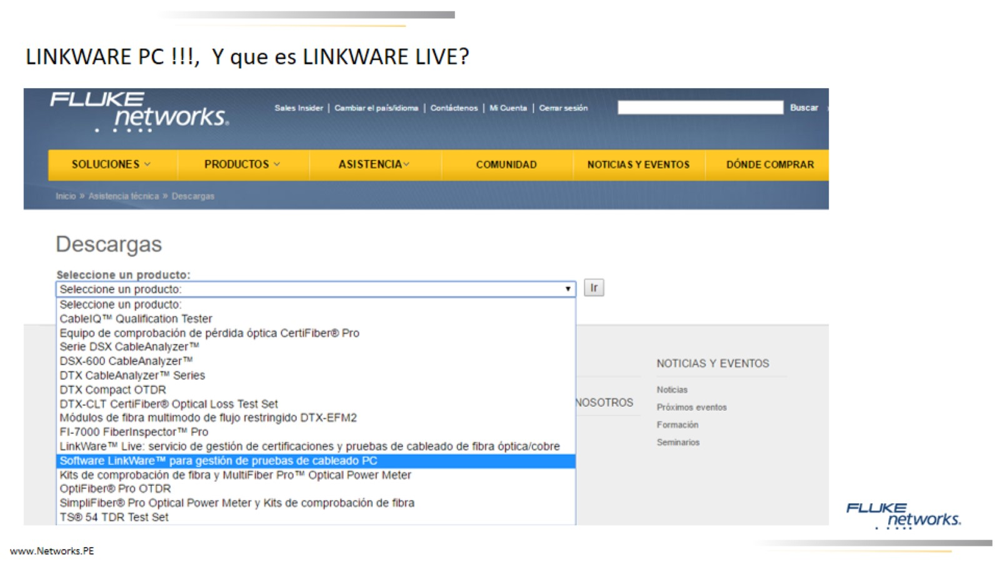 LINKWARE PC !!!, Y que es LINKWARE LIVE?
FLUKE
networks®
Sales Insider | Cambiar el país/idioma | Contáctenos | Mi Cuenta | Cerrar sesión
Buscar
SOLUCIONES
PRODUCTOS
ASISTENCIA
COMUNIDAD
NOTICIAS Y EVENTOS
DÓNDE COMPRAR
Inicio » Asistencia técnica » Descargas
Descargas
Seleccione un producto:
Seleccione un producto:
Ir
Seleccione un producto:
CableIQ™ Qualification Tester
Equipo de comprobación de pérdida óptica CertiFiber® Pro
Serie DSX CableAnalyzer™
DSX-600 CableAnalyzer™
DTX CableAnalyzer™ Series
DTX Compact OTDR
DTX-CLT CertiFiber® Optical Loss Test Set
Módulos de fibra multimodo de flujo restringido DTX-EFM2
FI-7000 FiberInspector™ Pro
LinkWare™ Live: servicio de gestión de certificaciones y pruebas de cableado de fibra óptica/cobre
Software LinkWare™ para gestión de pruebas de cableado PC
Kits de comprobación de fibra y MultiFiber Pro™ Optical Power Meter
OptiFiber® Pro OTDR
SimpliFiber® Pro Optical Power Meter y Kits de comprobación de fibra
TS® 54 TDR Test Set
NOSOTROS
NOTICIAS Y EVENTOS
Noticias
Próximos eventos
Formación
Seminarios
FLUKE
networks®
www.Networks.PE